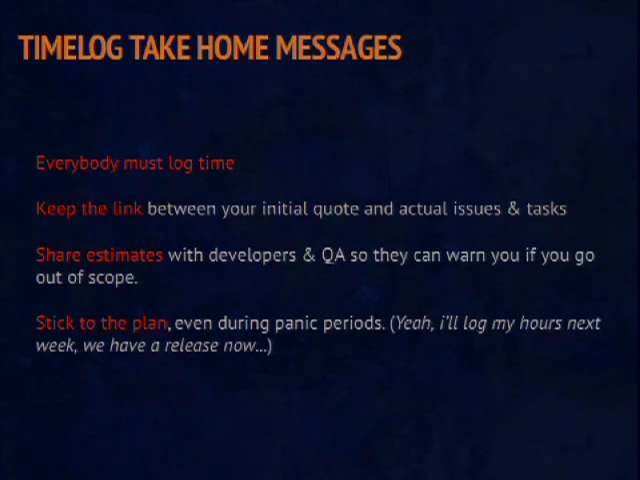 TIMELOG TAKE HOME MESSAGES
Everybody must log time
Keep the link between your initial quote and actual issues & tasks
Share estimates with developers & QA so they can warn you if you go
out of scope.
Stick to the plan, even during panic periods. (Yeah, i'll log my hours next
week, we have a release now...)